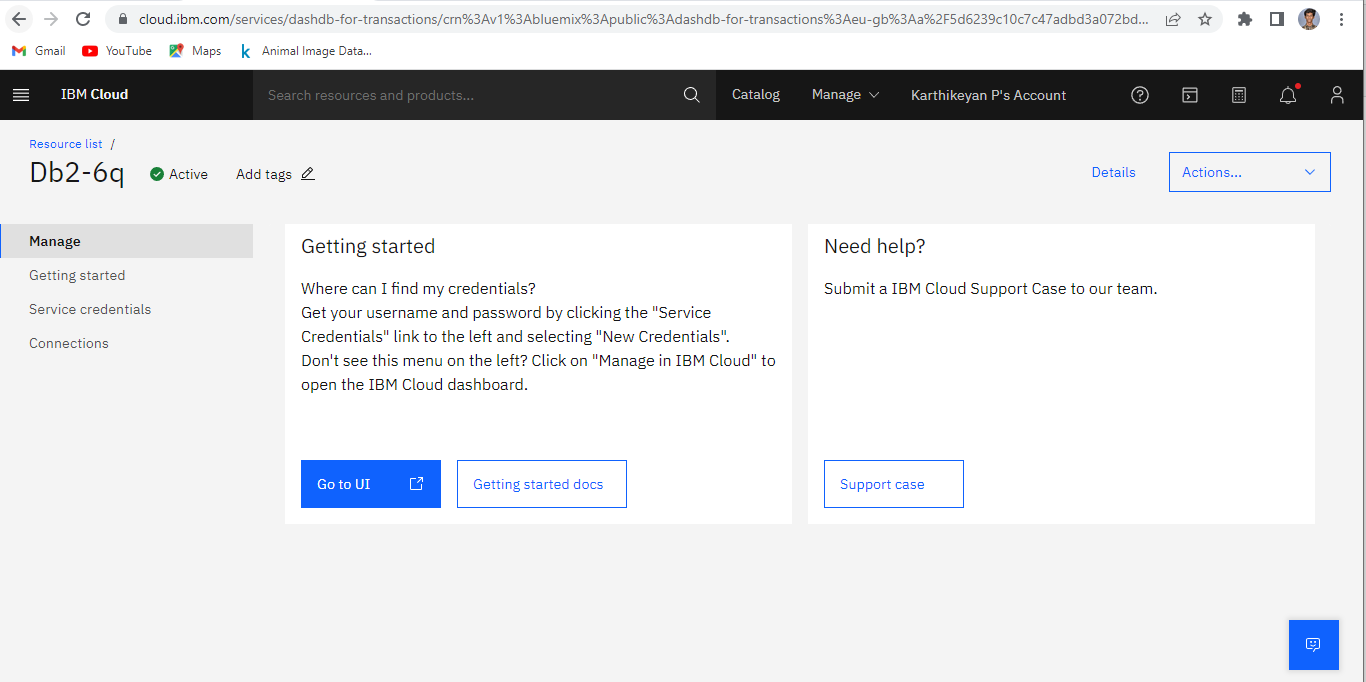 cloud.ibm.com/services/dashdb-for-transactions/crn%3Av1%3Abluemix%3Apublic%3Adashdb-for-transactions%3Aeu-gb%3Aa%2F5d6239c10c7c47adbd3a072bd...
Gmail YouTube Maps Animal Image Data...
IBM Cloud Search resources and products... Catalog Manage Karthikeyan P's Account
Resource list /
Db2-6q Active Add tags Details Actions...
Manage
Getting started
Service credentials
Connections
Getting started
Where can I find my credentials?
Get your username and password by clicking the "Service
Credentials" link to the left and selecting "New Credentials".
Don't see this menu on the left? Click on "Manage in IBM Cloud" to
open the IBM Cloud dashboard.
Go to UI Getting started docs
Need help?
Submit a IBM Cloud Support Case to our team.
Support case